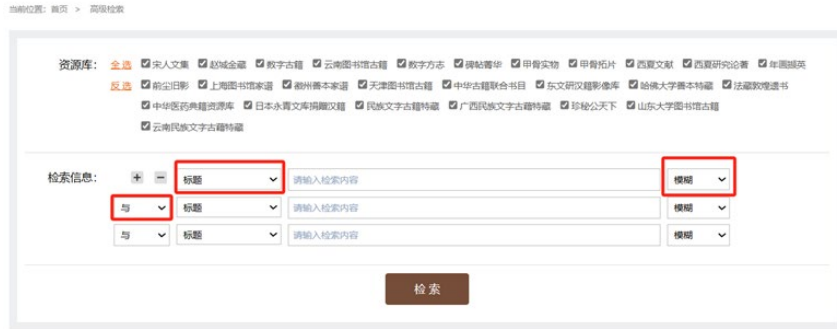 当前位置：首页 > 高级检索
资源库： 全选 宋人文集 赵城金藏 数字古籍 云南图书馆古籍 数字方志 碑帖菁华 甲骨实物 甲骨拓片 西夏文献 西夏研究论著 年画撷英
反选 前尘旧影 上海图书馆家谱 徽州善本家谱 天津图书馆古籍 中华古籍联合书目 东文研汉籍影像库 哈佛大学善本特藏 法藏敦煌遗书
中华医药典籍资源库 日本永青文库捐赠汉籍 民族文字古籍特藏 广西民族文字古籍特藏 珍秘公天下 山东大学图书馆古籍
云南民族文字古籍特藏
检索信息： + － 标题 请输入检索内容 模糊
与 标题 请输入检索内容 模糊
与 标题 请输入检索内容 模糊
检索